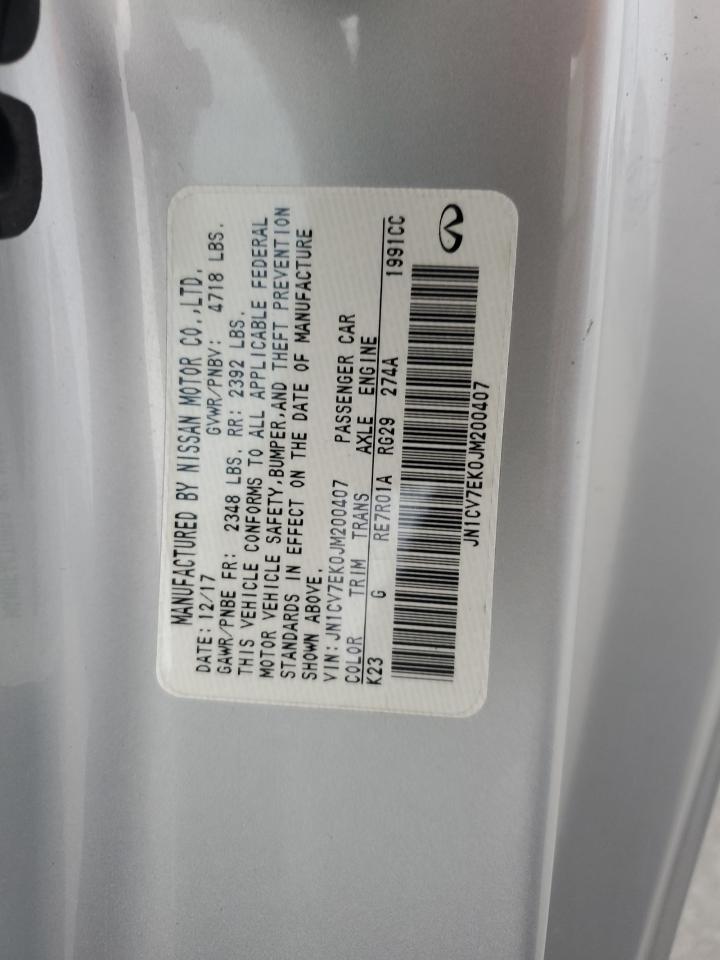 MANUFACTURED BY NISSAN MOTOR CO.,LTD.
DATE: 12/17 GVWR/PNBV: 4718 LBS.
GAWR/PNBE FR: 2348 LBS. RR: 2392 LBS.
THIS VEHICLE CONFORMS TO ALL APPLICABLE FEDERAL
MOTOR VEHICLE SAFETY,BUMPER,AND THEFT PREVENTION
STANDARDS IN EFFECT ON THE DATE OF MANUFACTURE
SHOWN ABOVE.
VIN:JN1CV7EK0JM200407 PASSENGER CAR
COLOR TRIM TRANS AXLE ENGINE
K23 G RE7R01A RG29 274A 1991CC
JN1CV7EK0JM200407